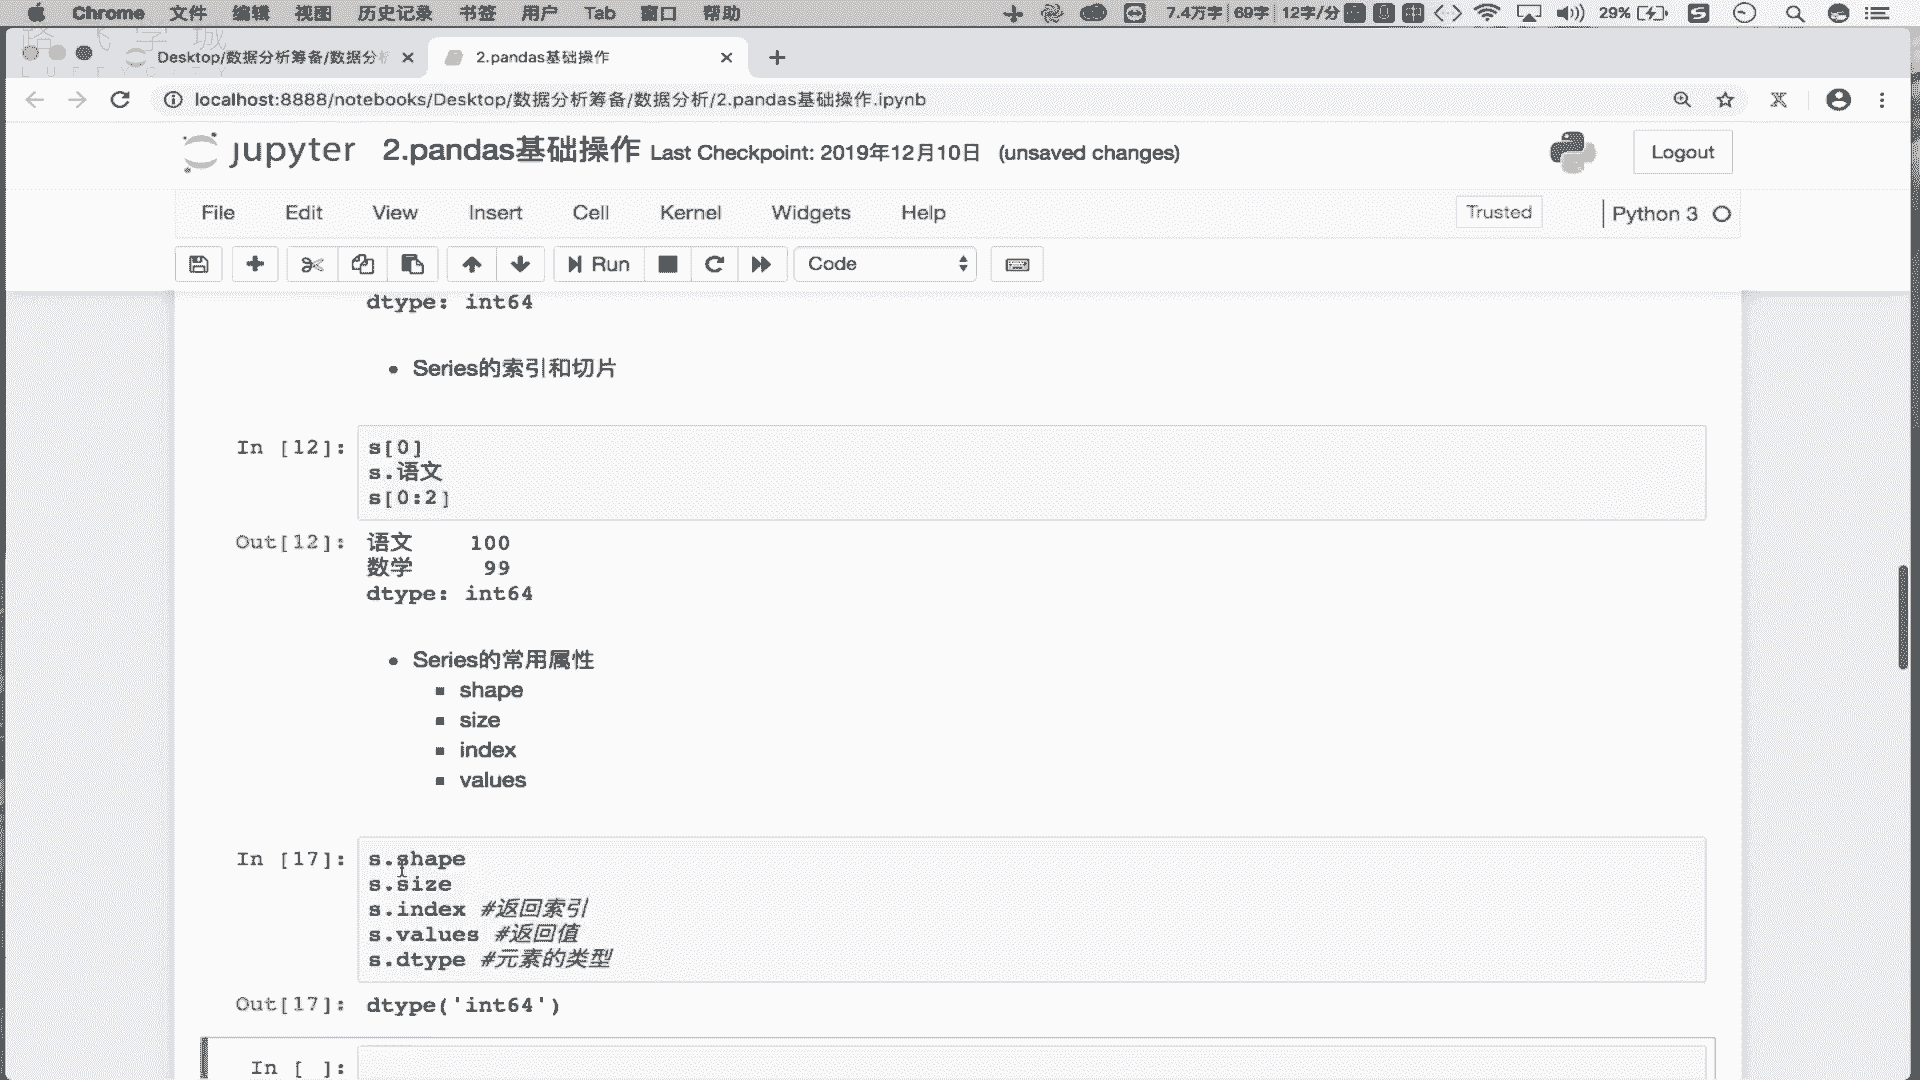 Chrome 文件 编辑 视图 历史记录 书签 用户 Tab 窗口 帮助 7.4万字 69字 12字/分 29%
路飞学城
LUFFYCITY
Desktop/数据分析筹备/数据分析 2.pandas基础操作
localhost:8888/notebooks/Desktop/数据分析筹备/数据分析/2.pandas基础操作.ipynb
jupyter 2.pandas基础操作 Last Checkpoint: 2019年12月10日 (unsaved changes) Logout
File Edit View Insert Cell Kernel Widgets Help Trusted Python 3
Run Code
dtype: int64
Series的索引和切片
In [12]: s[0]
s.语文
s[0:2]
Out[12]: 语文 100
数学 99
dtype: int64
Series的常用属性
shape
size
index
values
In [17]: s.shape
s.size
s.index #返回索引
s.values #返回值
s.dtype #元素的类型
Out[17]: dtype('int64')
In [ ]: